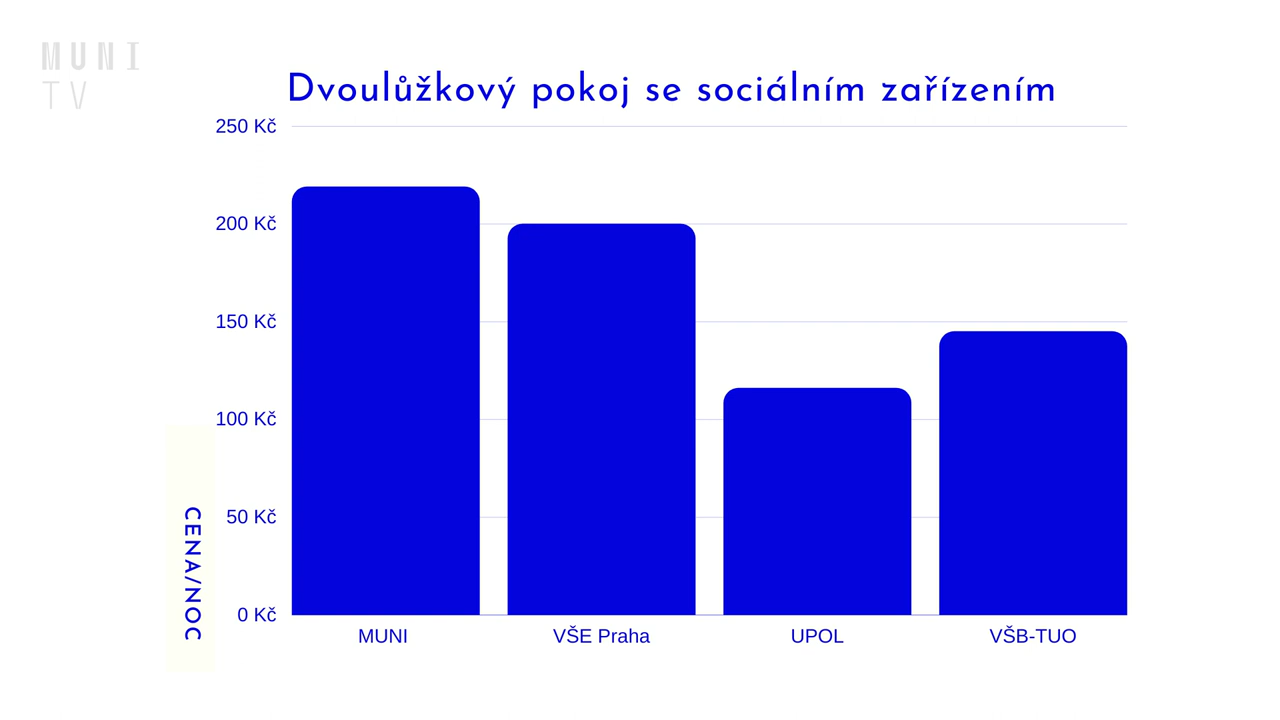 MUNI
TV
Dvoulůžkový pokoj se sociálním zařízením
250 Kč
200 Kč
150 Kč
100 Kč
50 Kč
0 Kč
CENA/NOC
MUNI
VŠE Praha
UPOL
VŠB-TUO